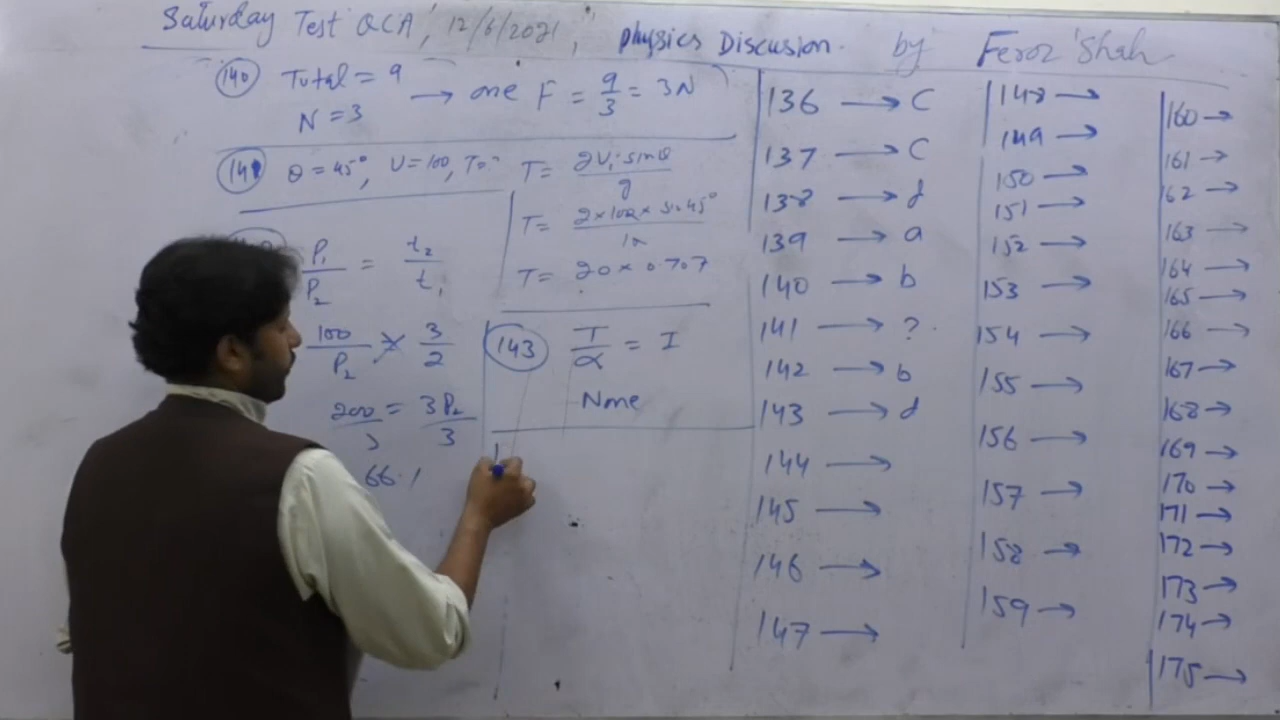 Saturday Test QCA, 12/6/2021, physics Discusion. by Feroz Shah
140 Total = 9
N = 3 → one F = 9/3 = 3N
141 θ = 45°, U = 100, T = ?
T = 2Vi sinθ / g
T = 2×100× Sin45° / 10
T = 20 × 0.707
P1/P2 = t2/t1
100/P2 × 3/2
200/3 = 3P2/3
66.1
143 T/α = I
None
136 → C
137 → C
138 → d
139 → a
140 → b
141 → ?
142 → b
143 → d
144 →
145 →
146 →
147 →
148 →
149 →
150 →
151 →
152 →
153 →
154 →
155 →
156 →
157 →
158 →
159 →
160 →
161 →
162 →
163 →
164 →
165 →
166 →
167 →
168 →
169 →
170 →
171 →
172 →
173 →
174 →
175 →